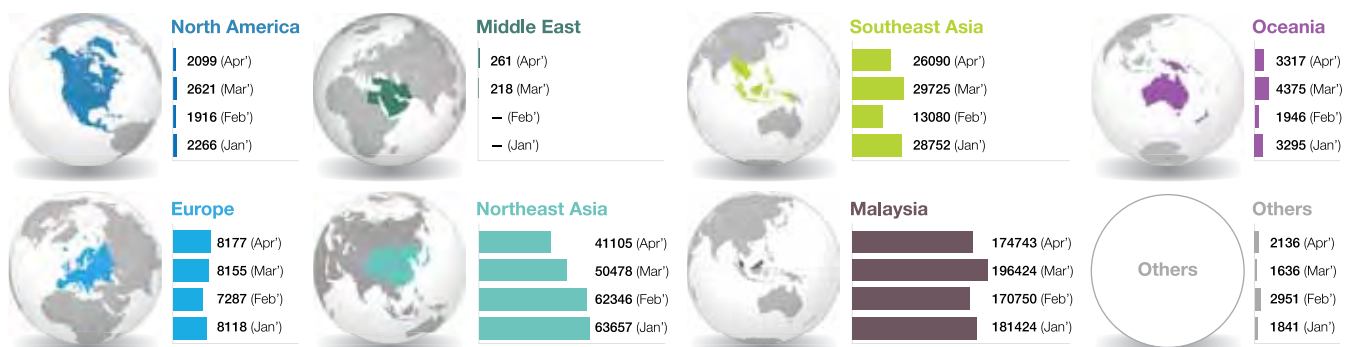 North America
2099 (Apr')
2621 (Mar')
1916 (Feb')
2266 (Jan')
Middle East
261 (Apr')
218 (Mar')
– (Feb')
– (Jan')
Southeast Asia
26090 (Apr')
29725 (Mar')
13080 (Feb')
28752 (Jan')
Oceania
3317 (Apr')
4375 (Mar')
1946 (Feb')
3295 (Jan')
Europe
8177 (Apr')
8155 (Mar')
7287 (Feb')
8118 (Jan')
Northeast Asia
41105 (Apr')
50478 (Mar')
62346 (Feb')
63657 (Jan')
Malaysia
174743 (Apr')
196424 (Mar')
170750 (Feb')
181424 (Jan')
Others
Others
2136 (Apr')
1636 (Mar')
2951 (Feb')
1841 (Jan')